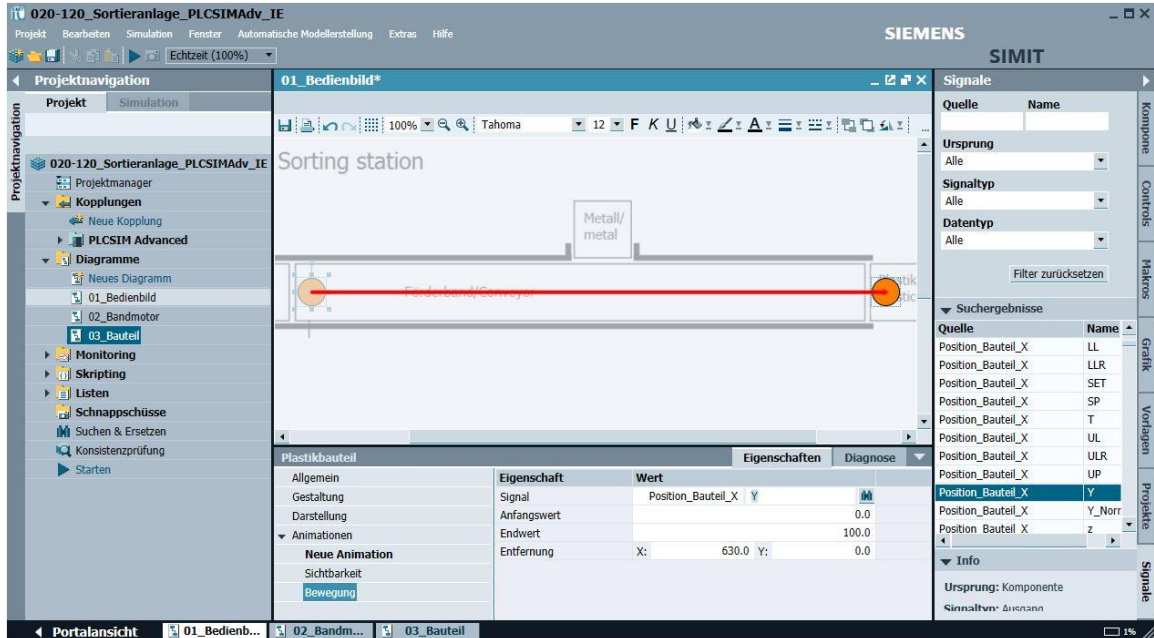 020-120_Sortieranlage_PLCSIMAdv_IE
Projekt Bearbeiten Simulation Fenster Automatische Modellerstellung Extras Hilfe
SIEMENS
SIMIT
Echtzeit (100%)
Projektnavigation
Projekt Simulation
Projektnavigation
020-120_Sortieranlage_PLCSIMAdv_IE
Projektmanager
Kopplungen
Neue Kopplung
PLCSIM Advanced
Diagramme
Neues Diagramm
01_Bedienbild
02_Bandmotor
03_Bauteil
Monitoring
Skripting
Listen
Schnappschüsse
Suchen & Ersetzen
Konsistenzprüfung
Starten
01_Bedienbild*
100% Tahoma 12 F K U A
Sorting station
Metall/
metal
Förderband/Conveyor
Plastikbauteil
Eigenschaften Diagnose
Allgemein
Gestaltung
Darstellung
Animationen
Neue Animation
Sichtbarkeit
Bewegung
Eigenschaft Wert
Signal Position_Bauteil_X Y
Anfangswert 0.0
Endwert 100.0
Entfernung X: 630.0 Y: 0.0
Signale
Quelle Name
Ursprung
Alle
Signaltyp
Alle
Datentyp
Alle
Filter zurücksetzen
Suchergebnisse
Quelle Name
Position_Bauteil_X LL
Position_Bauteil_X LLR
Position_Bauteil_X SET
Position_Bauteil_X SP
Position_Bauteil_X T
Position_Bauteil_X UL
Position_Bauteil_X ULR
Position_Bauteil_X UP
Position_Bauteil_X Y
Position_Bauteil_X Y_Norr
Position_Bauteil_X z
Info
Ursprung: Komponente
Signaltyp: Ausgang
Kompone
Controls
Makros
Grafik
Vorlagen
Projekte
Signale
Portalansicht 01_Bedienb... 02_Bandm... 03_Bauteil 1%